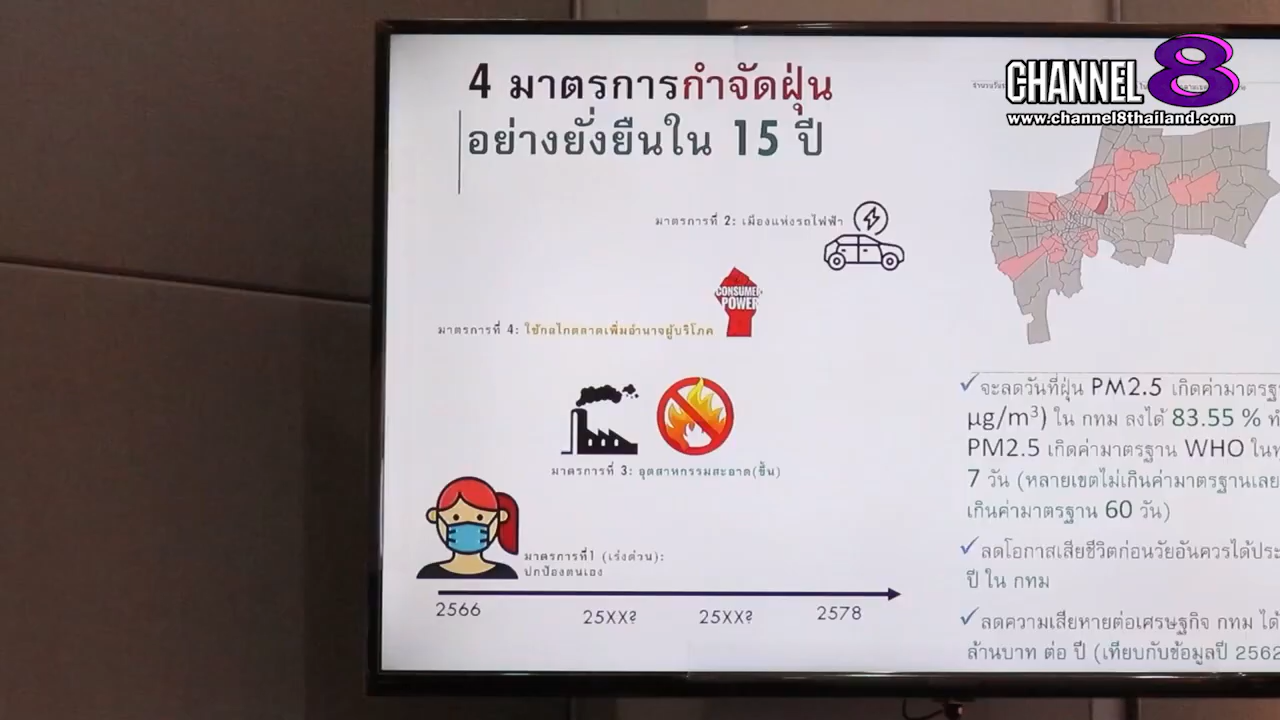 4 มาตรการกำจัดฝุ่น
อย่างยั่งยืนใน 15 ปี
CHANNEL 8
www.channel8thailand.com
มาตรการที่ 2: เมืองแห่งรถไฟฟ้า
CONSUMER
POWER
มาตรการที่ 4: ใช้กลไกตลาดเพิ่มอำนาจผู้บริโภค
มาตรการที่ 3: อุตสาหกรรมสะอาด(ขึ้น)
มาตรการที่1 (เร่งด่วน):
ปกป้องตนเอง
2566 25XX? 25XX? 2578
✓จะลดวันที่ฝุ่น PM2.5 เกิดค่ามาตรฐ
µg/m³) ใน กทม ลงได้ 83.55 %
PM2.5 เกิดค่ามาตรฐาน WHO
7 วัน (หลายเขตไม่เกินค่ามาตรฐานเลย
เกินค่ามาตรฐาน 60 วัน)
✓ลดโอกาสเสียชีวิตก่อนวัยอันควรได้ประ
ปี ใน กทม
✓ลดความเสียหายต่อเศรษฐกิจ กทม ได้
ล้านบาท ต่อ ปี (เทียบกับข้อมูลปี 2562